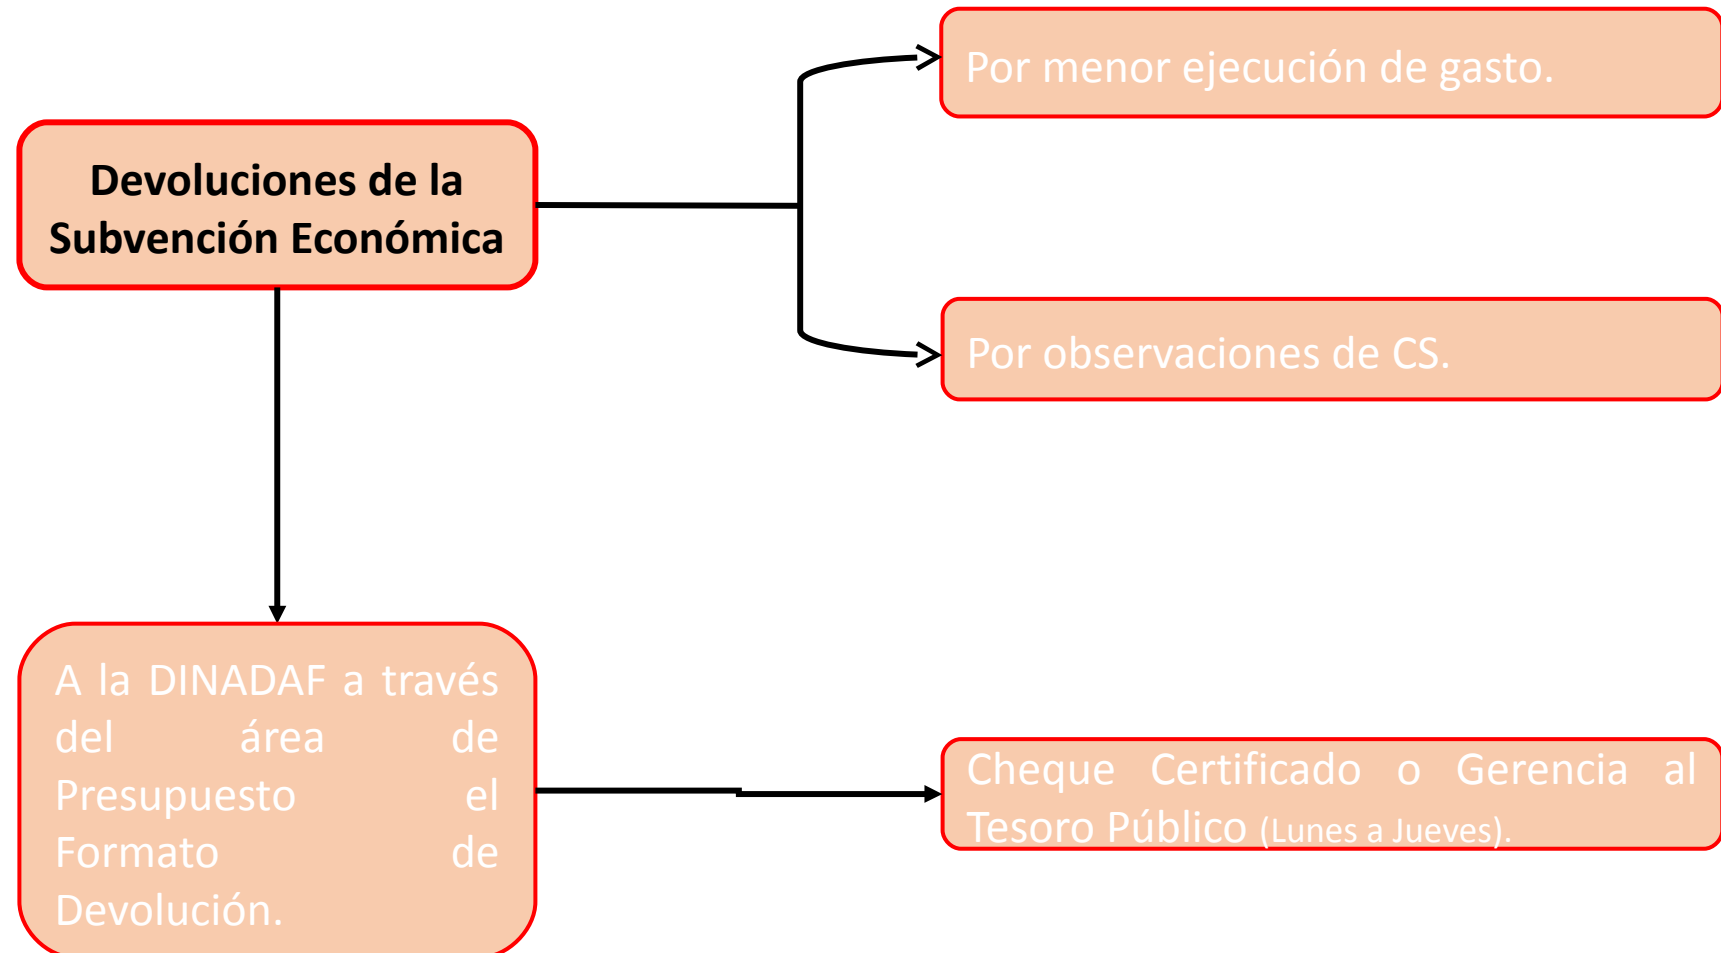 Por menor ejecución de gasto.
Devoluciones de la
Subvención Económica
Por observaciones de CS.
A la DINADAF a través
del área de
Presupuesto el
Formato de
Devolución.
Cheque Certificado o Gerencia al
Tesoro Público (Lunes a Jueves).